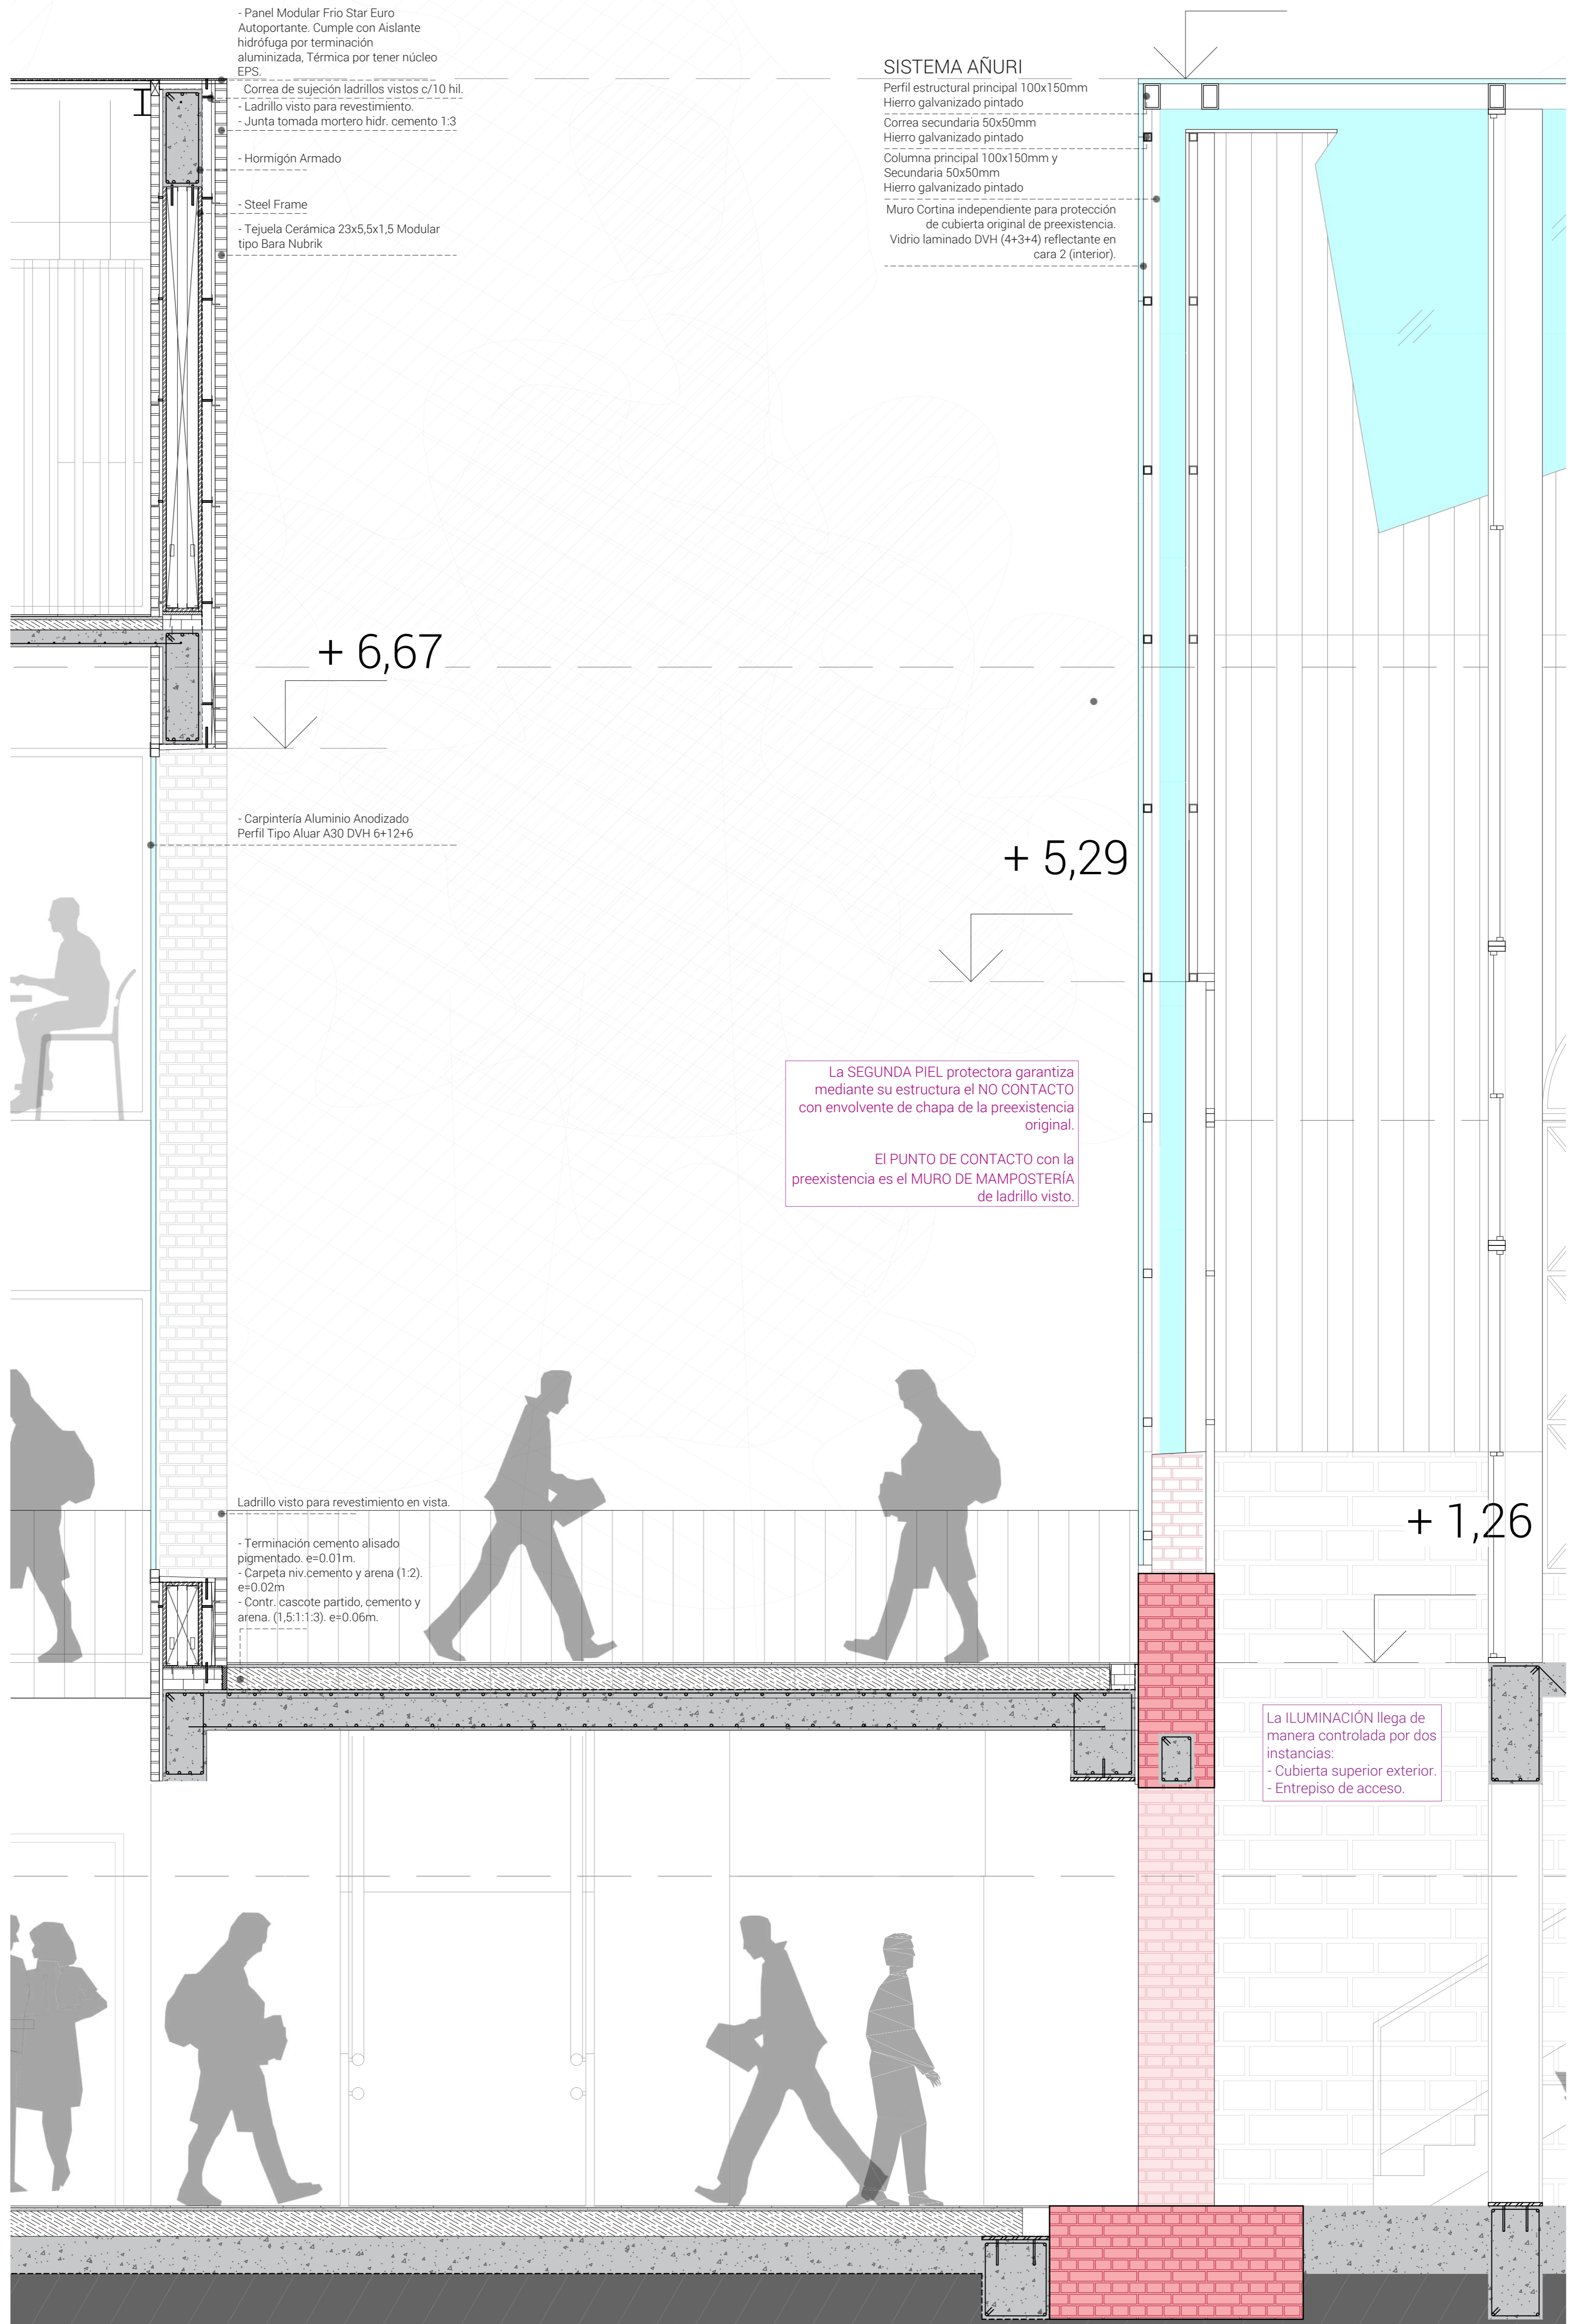 - Panel Modular Frio Star Euro
Autoportante. Cumple con Aislante
hidrófuga por terminación
aluminizada, Térmica por tener núcleo
EPS.
Correa de sujeción ladrillos vistos c/10 hil.
- Ladrillo visto para revestimiento.
- Junta tomada mortero hidr. cemento 1:3
- Hormigón Armado
- Steel Frame
- Tejuela Cerámica 23x5,5x1,5 Modular
tipo Bara Nubrik
SISTEMA AÑURI
Perfil estructural principal 100x150mm
Hierro galvanizado pintado
Correa secundaria 50x50mm
Hierro galvanizado pintado
Columna principal 100x150mm y
Secundaria 50x50mm
Hierro galvanizado pintado
Muro Cortina independiente para protección
de cubierta original de preexistencia.
Vidrio laminado DVH (4+3+4) reflectante en
cara 2 (interior).
+ 6,67
- Carpintería Aluminio Anodizado
Perfil Tipo Aluar A30 DVH 6+12+6
+ 5,29
La SEGUNDA PIEL protectora garantiza
mediante su estructura el NO CONTACTO
con envolvente de chapa de la preexistencia
original.
El PUNTO DE CONTACTO con la
preexistencia es el MURO DE MAMPOSTERÍA
de ladrillo visto.
Ladrillo visto para revestimiento en vista.
- Terminación cemento alisado
pigmentado. e=0.01m.
- Carpeta niv.cemento y arena (1:2).
e=0.02m
- Contr. cascote partido, cemento y
arena. (1,5:1:1:3). e=0.06m.
+ 1,26
La ILUMINACIÓN llega de
manera controlada por dos
instancias:
- Cubierta superior exterior.
- Entrepiso de acceso.